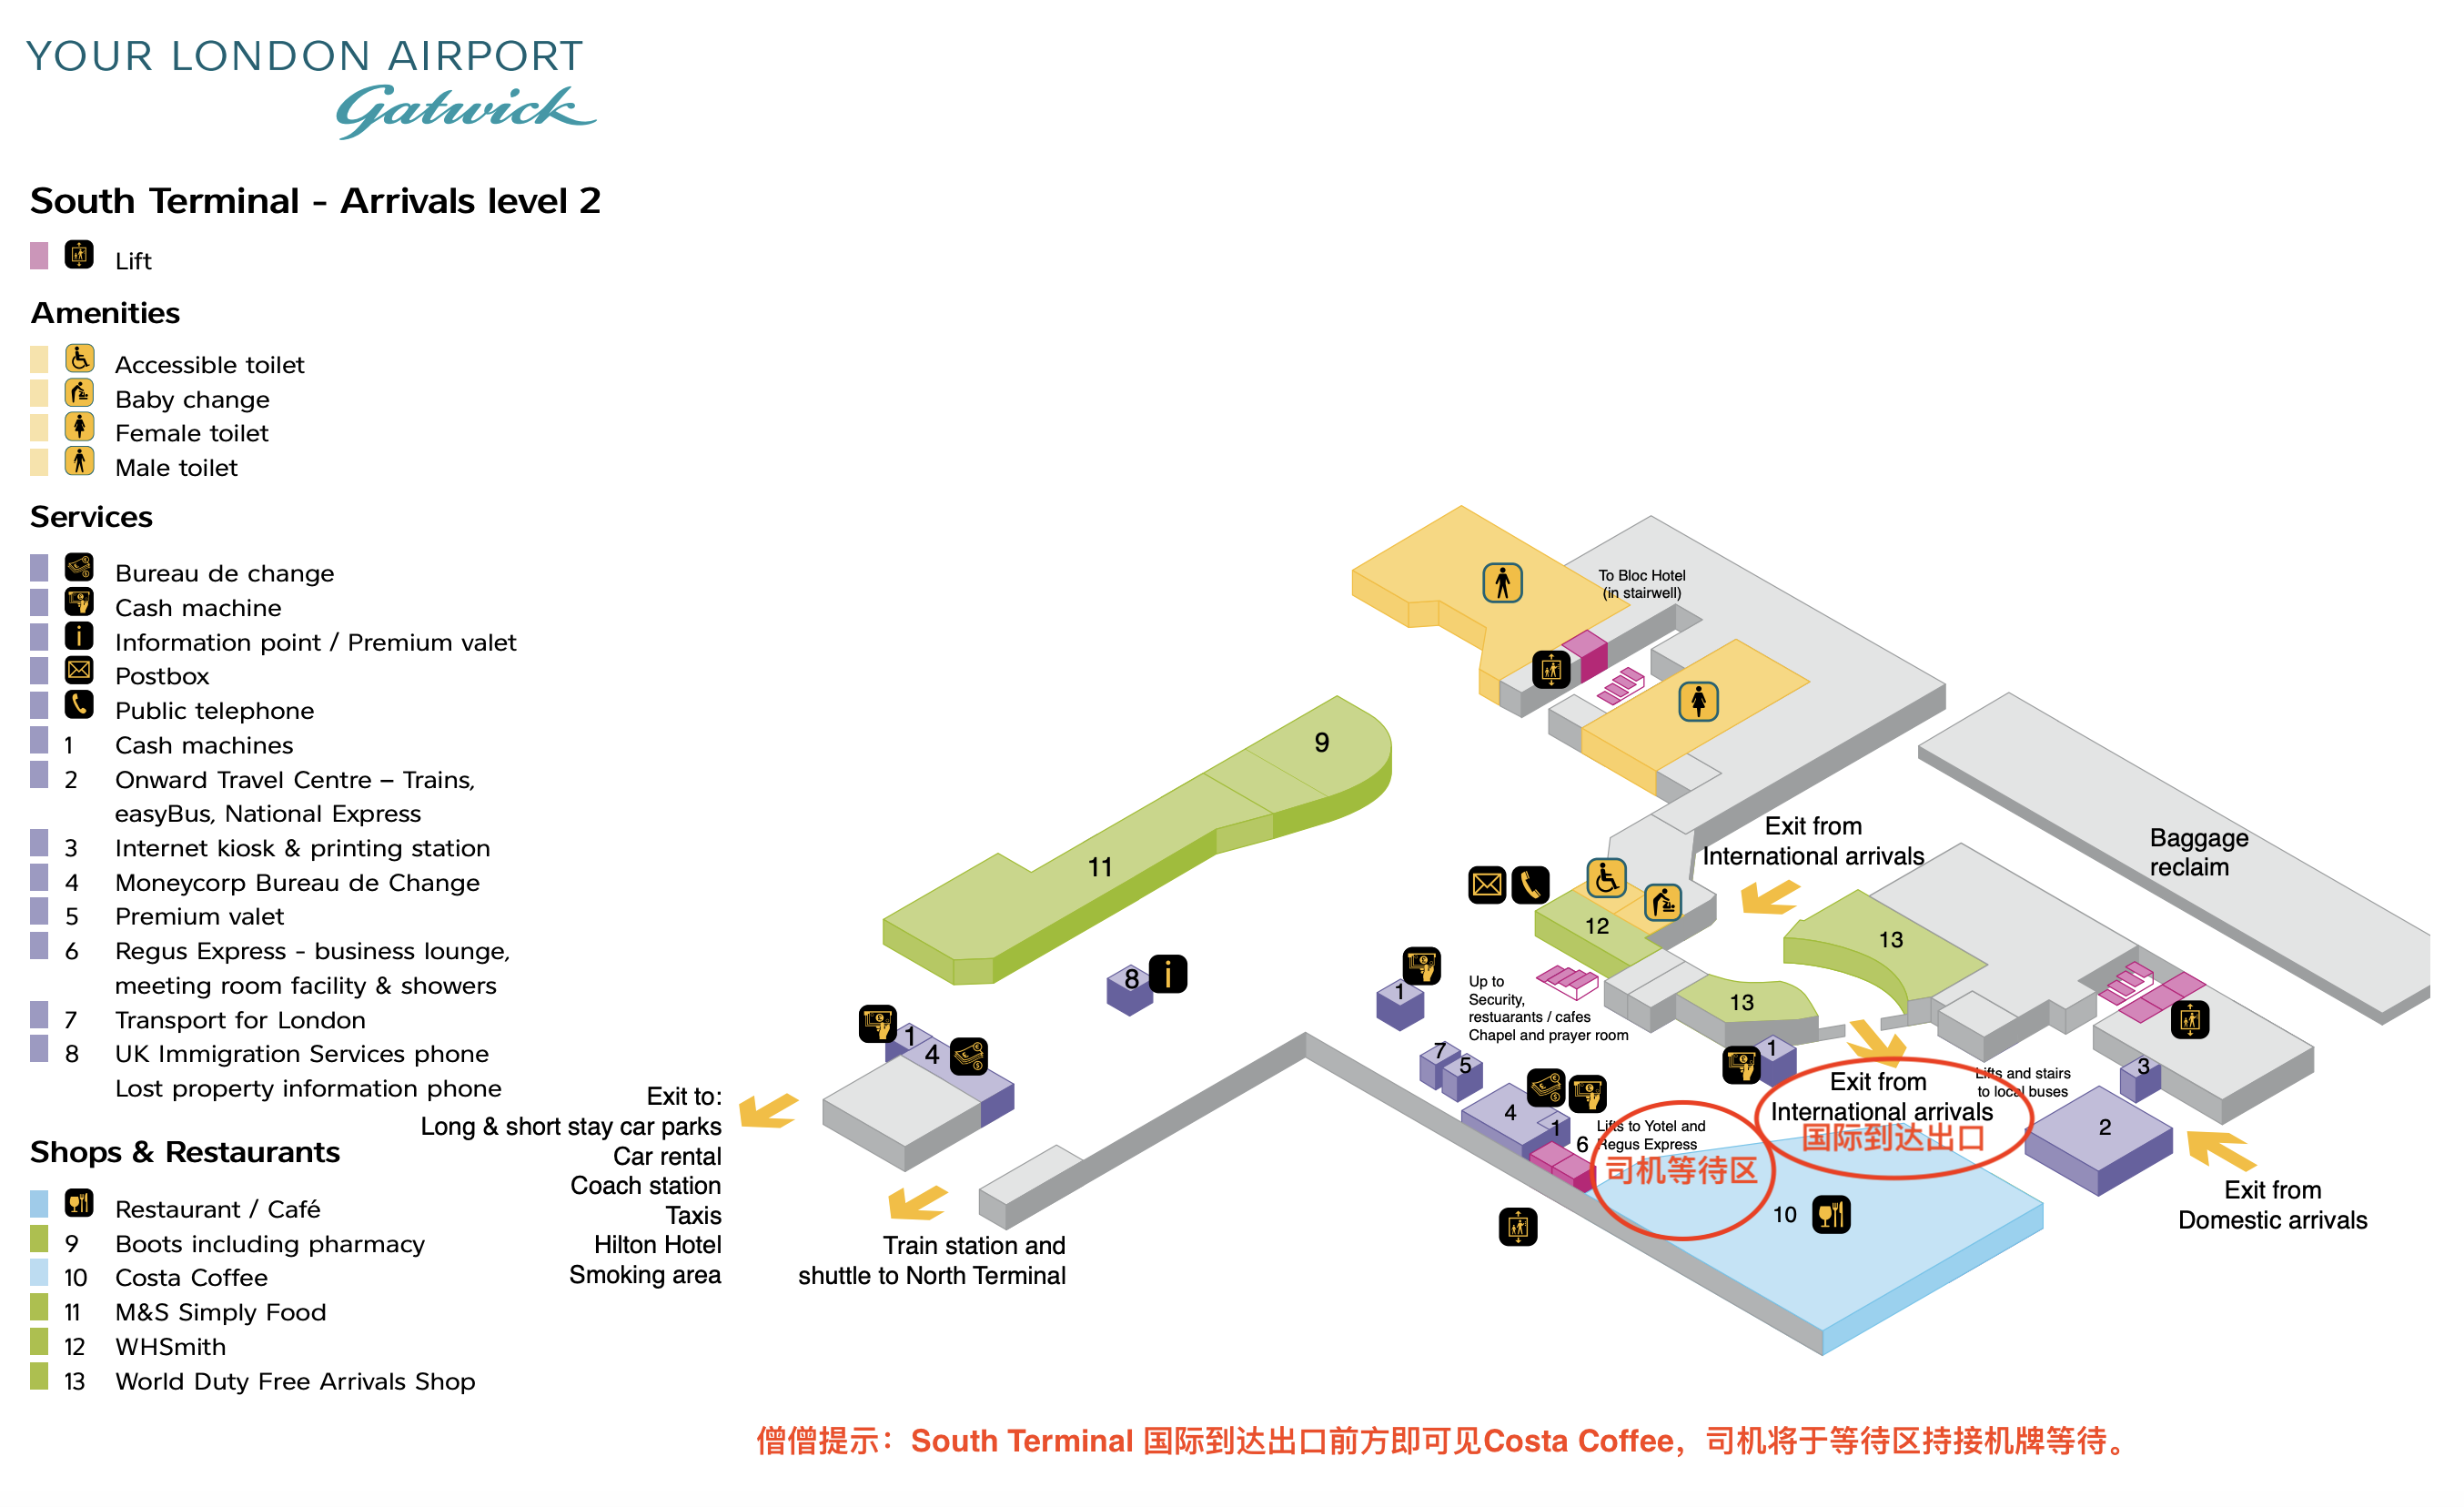 YOUR LONDON AIRPORT
Gatwick
South Terminal - Arrivals level 2
Lift
Amenities
Accessible toilet
Baby change
Female toilet
Male toilet
Services
Bureau de change
Cash machine
i Information point / Premium valet
Postbox
Public telephone
1 Cash machines
2 Onward Travel Centre – Trains,
easyBus, National Express
3 Internet kiosk & printing station
4 Moneycorp Bureau de Change
5 Premium valet
6 Regus Express - business lounge,
meeting room facility & showers
7 Transport for London
8 UK Immigration Services phone
Lost property information phone
Shops & Restaurants
Restaurant / Café
9 Boots including pharmacy
10 Costa Coffee
11 M&S Simply Food
12 WHSmith
13 World Duty Free Arrivals Shop
To Bloc Hotel
(in stairwell)
9
11
8 i
1
4
Exit to:
Long & short stay car parks
Car rental
Coach station
Taxis
Hilton Hotel
Smoking area
Train station and
shuttle to North Terminal
Exit from
International arrivals
Baggage
reclaim
12
13
13
1
Up to
Security,
restuarants / cafes
Chapel and prayer room
7
5
4
1
6
Lifts to Yotel and
Regus Express
司机等待区
1
Exit from
International arrivals
国际到达出口
Lifts and stairs
to local buses
3
2
10
Exit from
Domestic arrivals
僧僧提示：South Terminal 国际到达出口前方即可见Costa Coffee，司机将于等待区持接机牌等待。